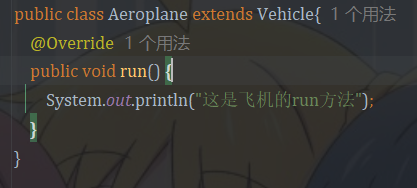 public class Aeroplane extends Vehicle{ 1 个用法
@Override 1 个用法
public void run() {
System.out.println("这是飞机的run方法");
}
}